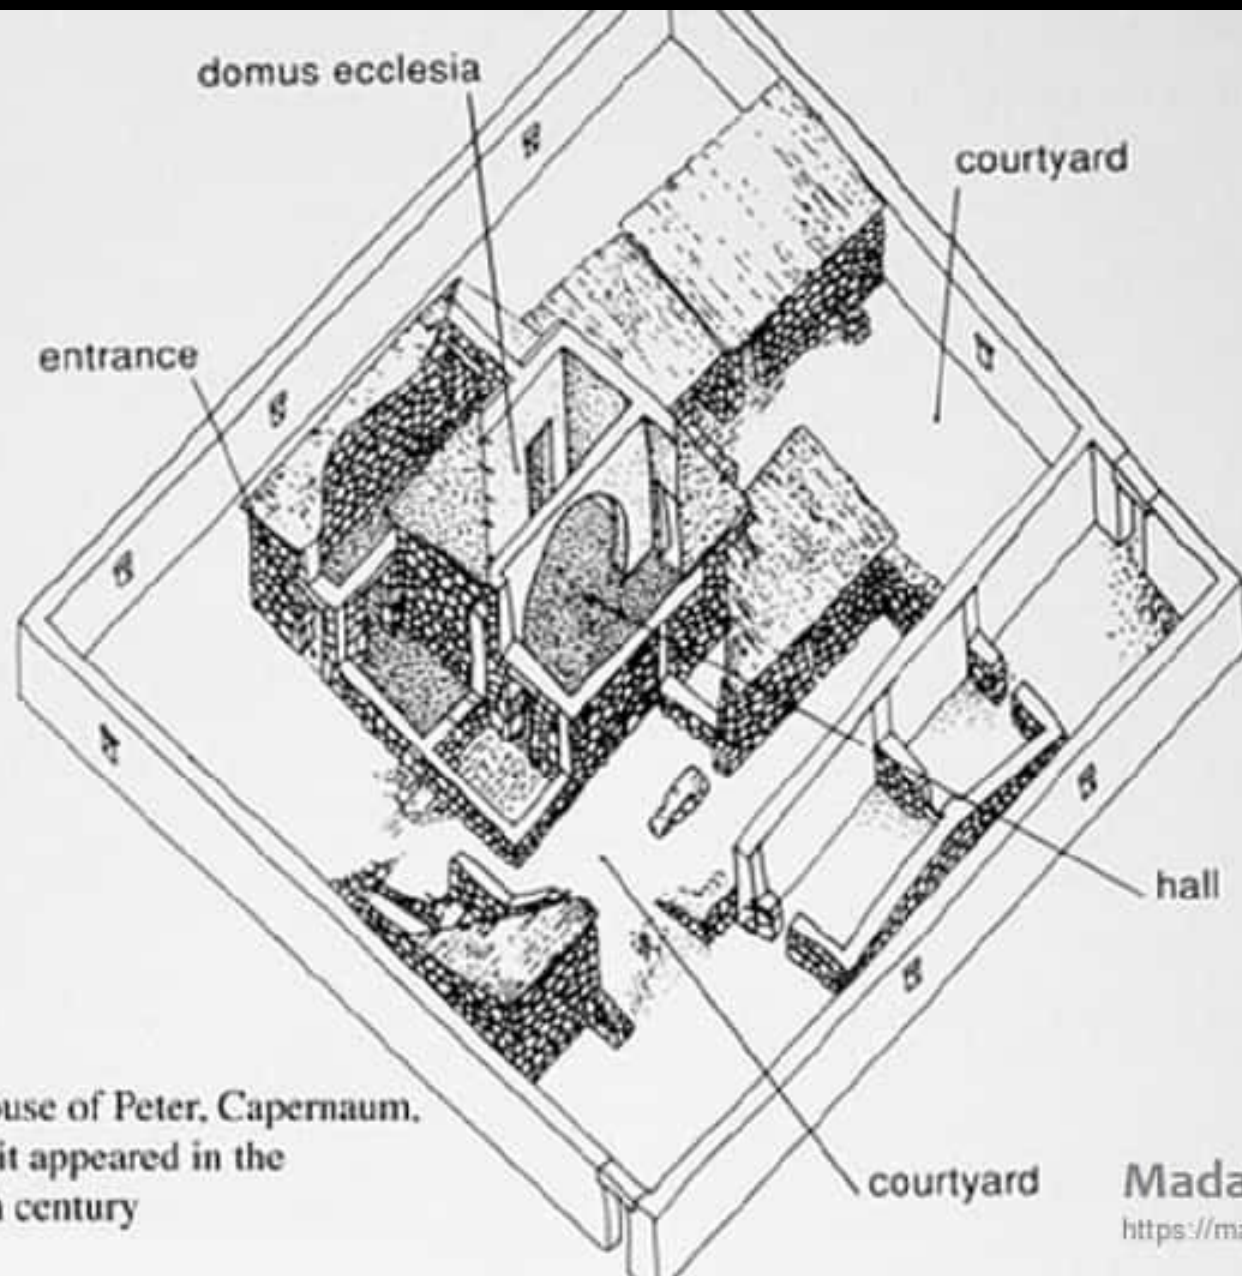 domus ecclesia
courtyard
entrance
hall
ouse of Peter, Capernaum,
it appeared in the
century
courtyard
Mada
https://ma